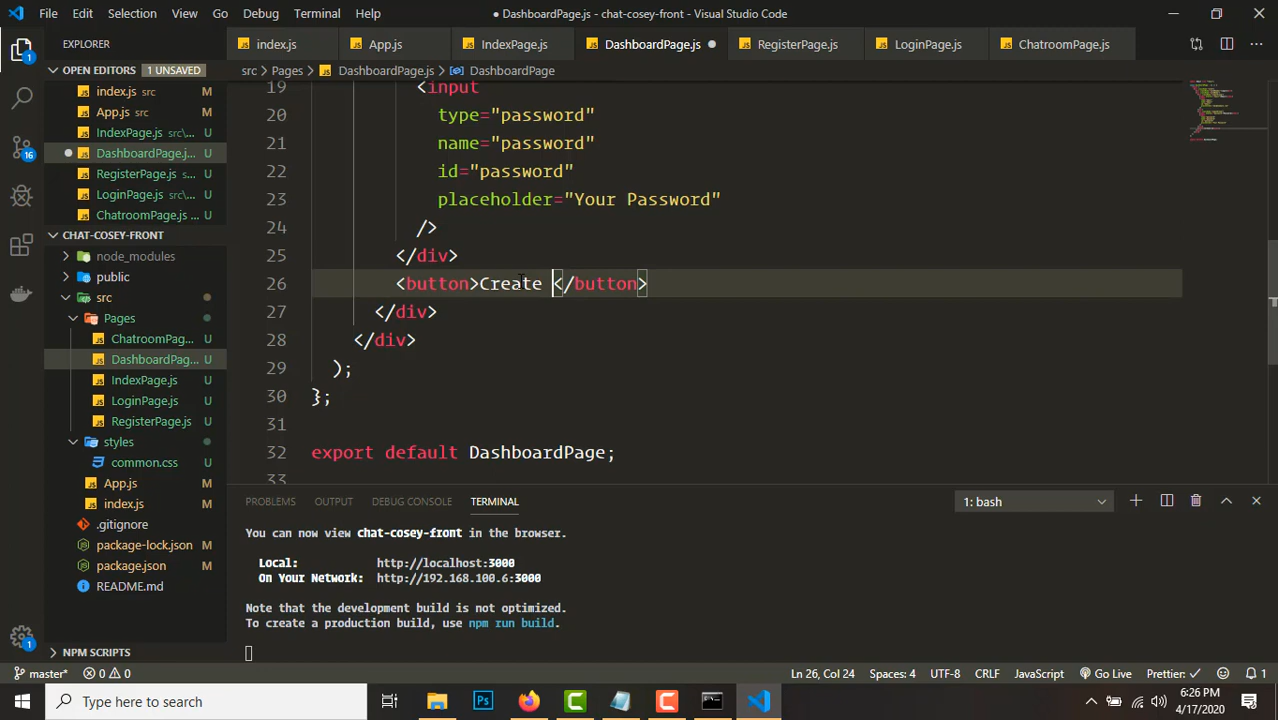 File Edit Selection View Go Debug Terminal Help
● DashboardPage.js - chat-cosey-front - Visual Studio Code
EXPLORER
OPEN EDITORS 1 UNSAVED
index.js src M
App.js src M
IndexPage.js src\... U
DashboardPage.j... U
RegisterPage.js s... U
LoginPage.js src\... U
ChatroomPage.js ... U
CHAT-COSEY-FRONT
node_modules
public
src
Pages
ChatroomPag... U
DashboardPag... U
IndexPage.js U
LoginPage.js U
RegisterPage.js U
styles
common.css U
App.js M
index.js M
.gitignore
package-lock.json M
package.json M
README.md
NPM SCRIPTS
index.js App.js IndexPage.js DashboardPage.js ● RegisterPage.js LoginPage.js ChatroomPage.js
src > Pages > DashboardPage.js > DashboardPage
19 <input
20 type="password"
21 name="password"
22 id="password"
23 placeholder="Your Password"
24 />
25 </div>
26 <button>Create </button>
27 </div>
28 </div>
29 );
30 };
31
32 export default DashboardPage;
33
PROBLEMS OUTPUT DEBUG CONSOLE TERMINAL 1: bash
You can now view chat-cosey-front in the browser.
Local: http://localhost:3000
On Your Network: http://192.168.100.6:3000
Note that the development build is not optimized.
To create a production build, use npm run build.
master* 0 0 Ln 26, Col 24 Spaces: 4 UTF-8 CRLF JavaScript Go Live Prettier: ✓ 1
Type here to search
6:26 PM
4/17/2020